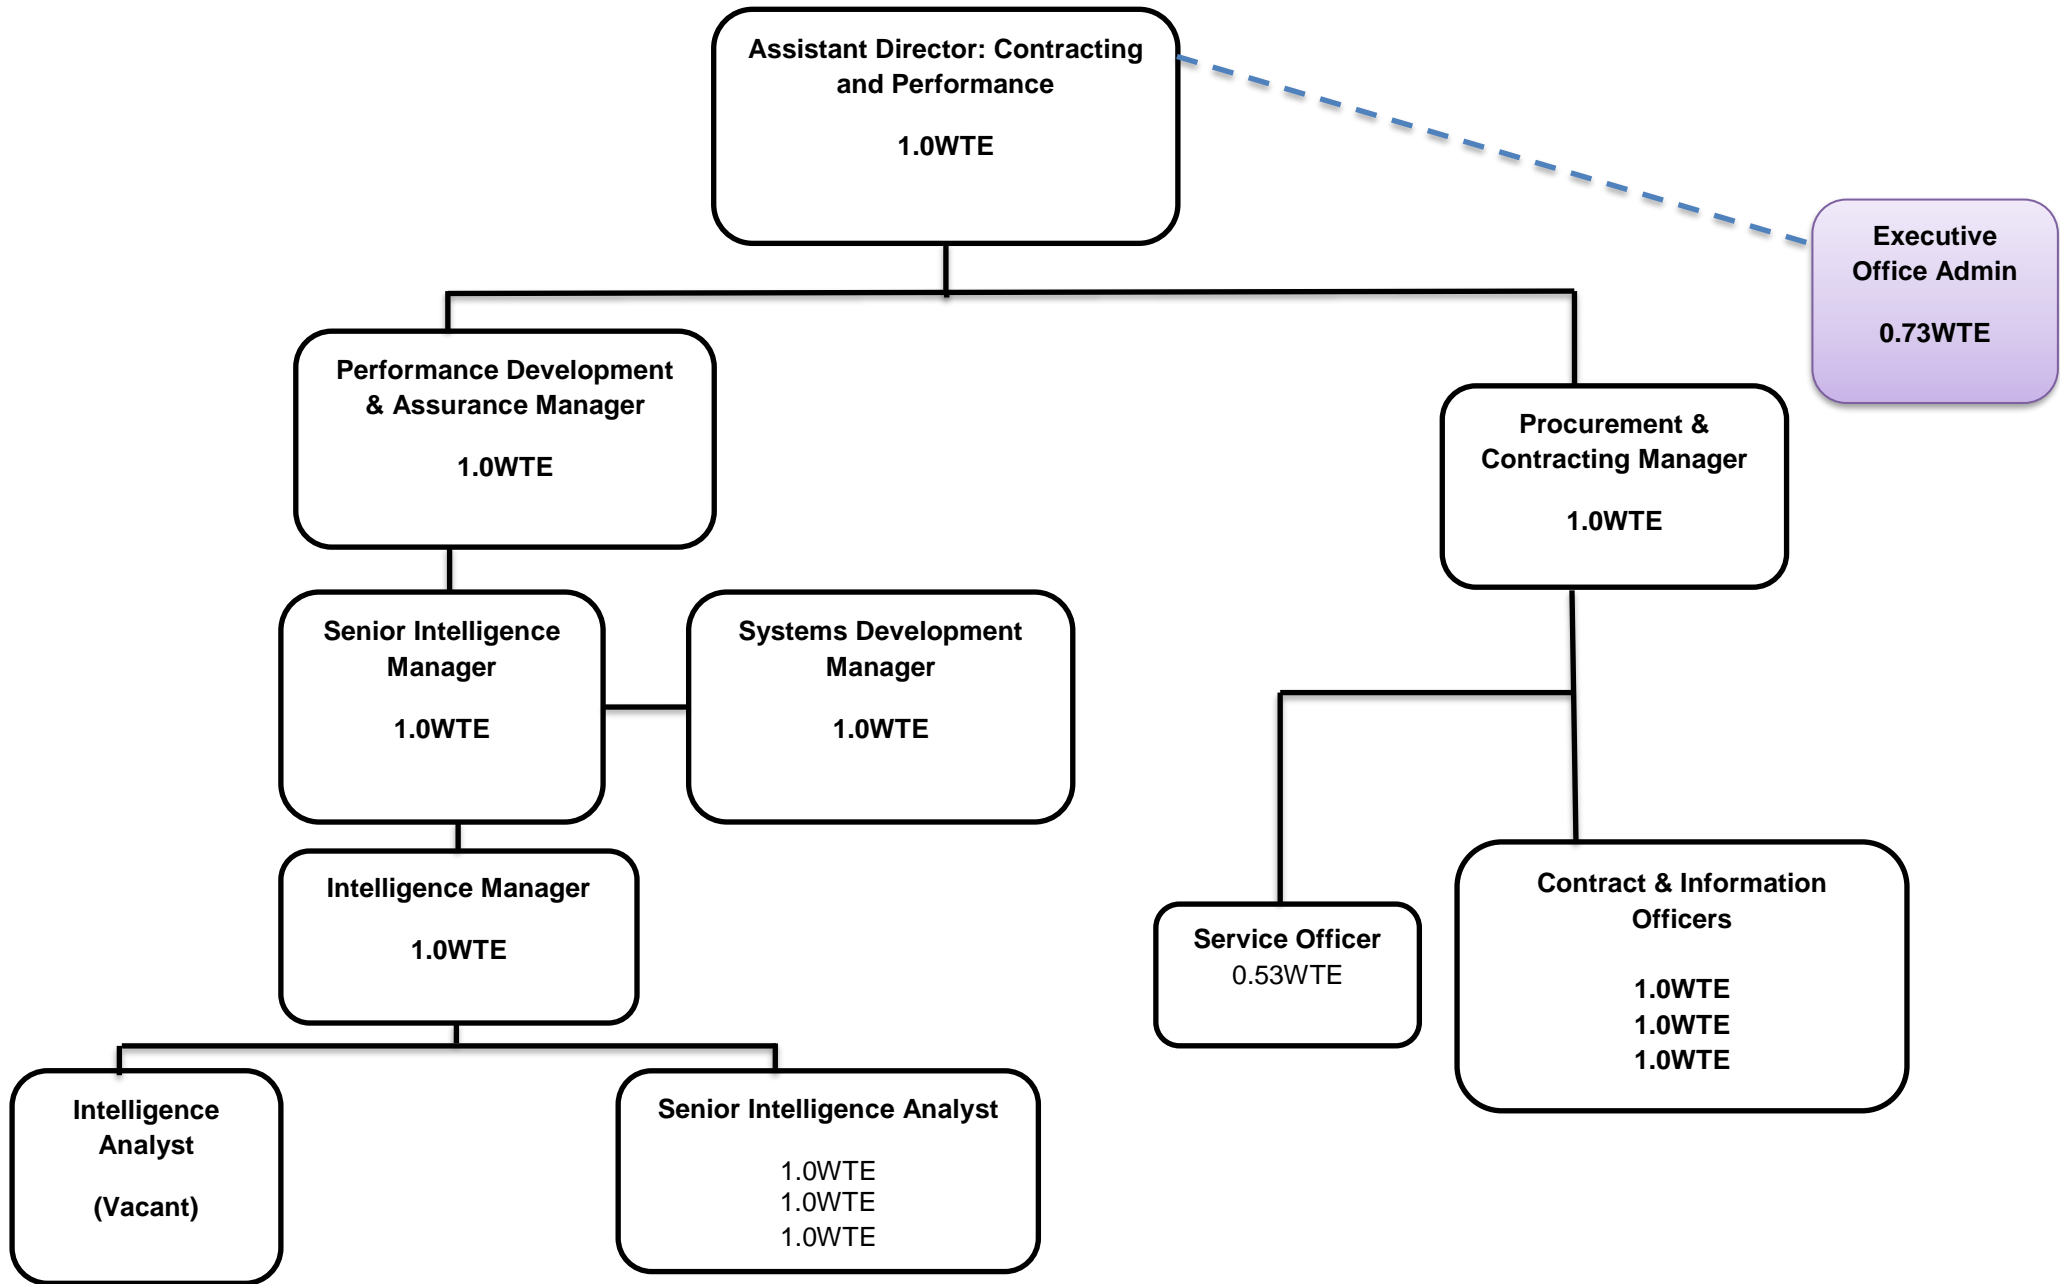 Assistant Director: Contracting
and Performance
1.0WTE
Executive
Office Admin
0.73WTE
Performance Development
& Assurance Manager
1.0WTE
Procurement &
Contracting Manager
1.0WTE
Senior Intelligence
Manager
1.0WTE
Systems Development
Manager
1.0WTE
Intelligence Manager
1.0WTE
Service Officer
0.53WTE
Contract & Information
Officers
1.0WTE
1.0WTE
1.0WTE
Intelligence
Analyst
(Vacant)
Senior Intelligence Analyst
1.0WTE
1.0WTE
1.0WTE